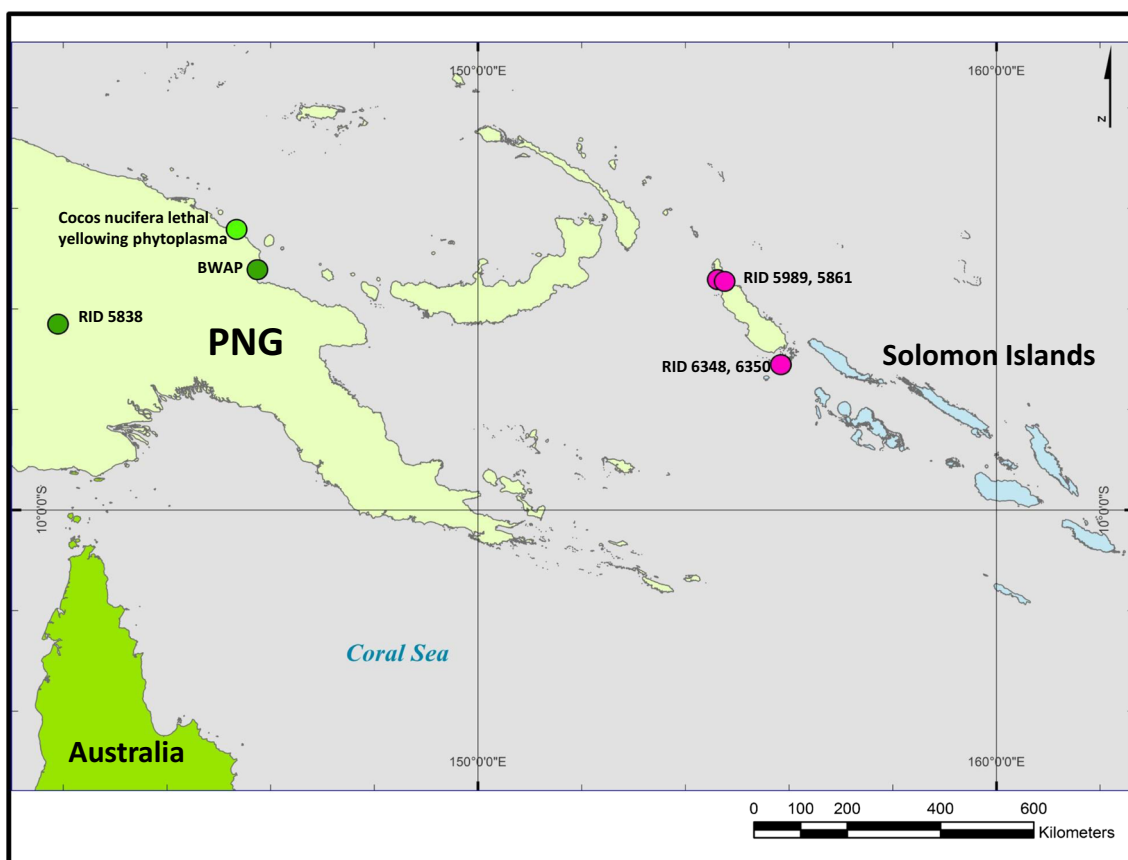 150°0'0"E
160°0'0"E
z
Cocos nucifera lethal
yellowing phytoplasma
BWAP
RID 5838
PNG
RID 5989, 5861
RID 6348, 6350
Solomon Islands
10°0'0"S
10°0'0"S
Coral Sea
Australia
150°0'0"E
160°0'0"E
0 100 200 400 600
Kilometers